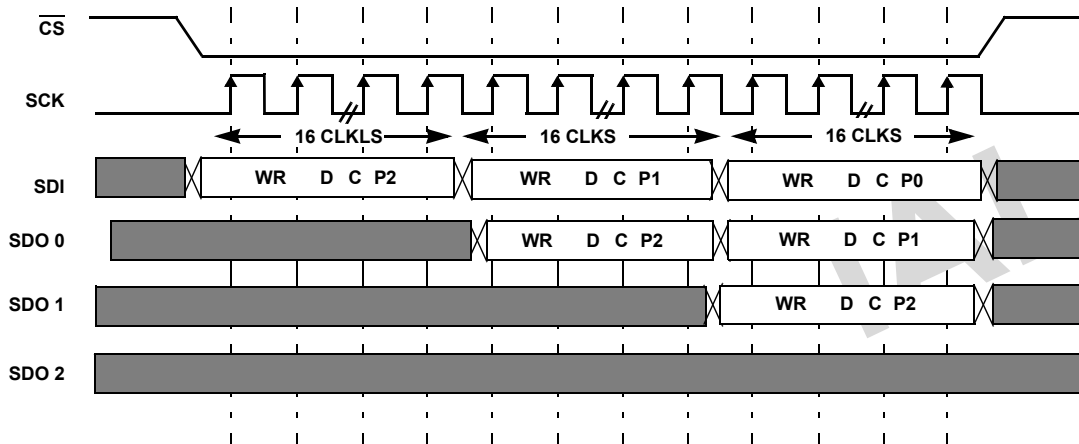 CS
SCK
16 CLKLS 16 CLKS 16 CLKS
SDI WR D C P2 WR D C P1 WR D C P0
SDO 0 WR D C P2 WR D C P1
SDO 1 WR D C P2
SDO 2